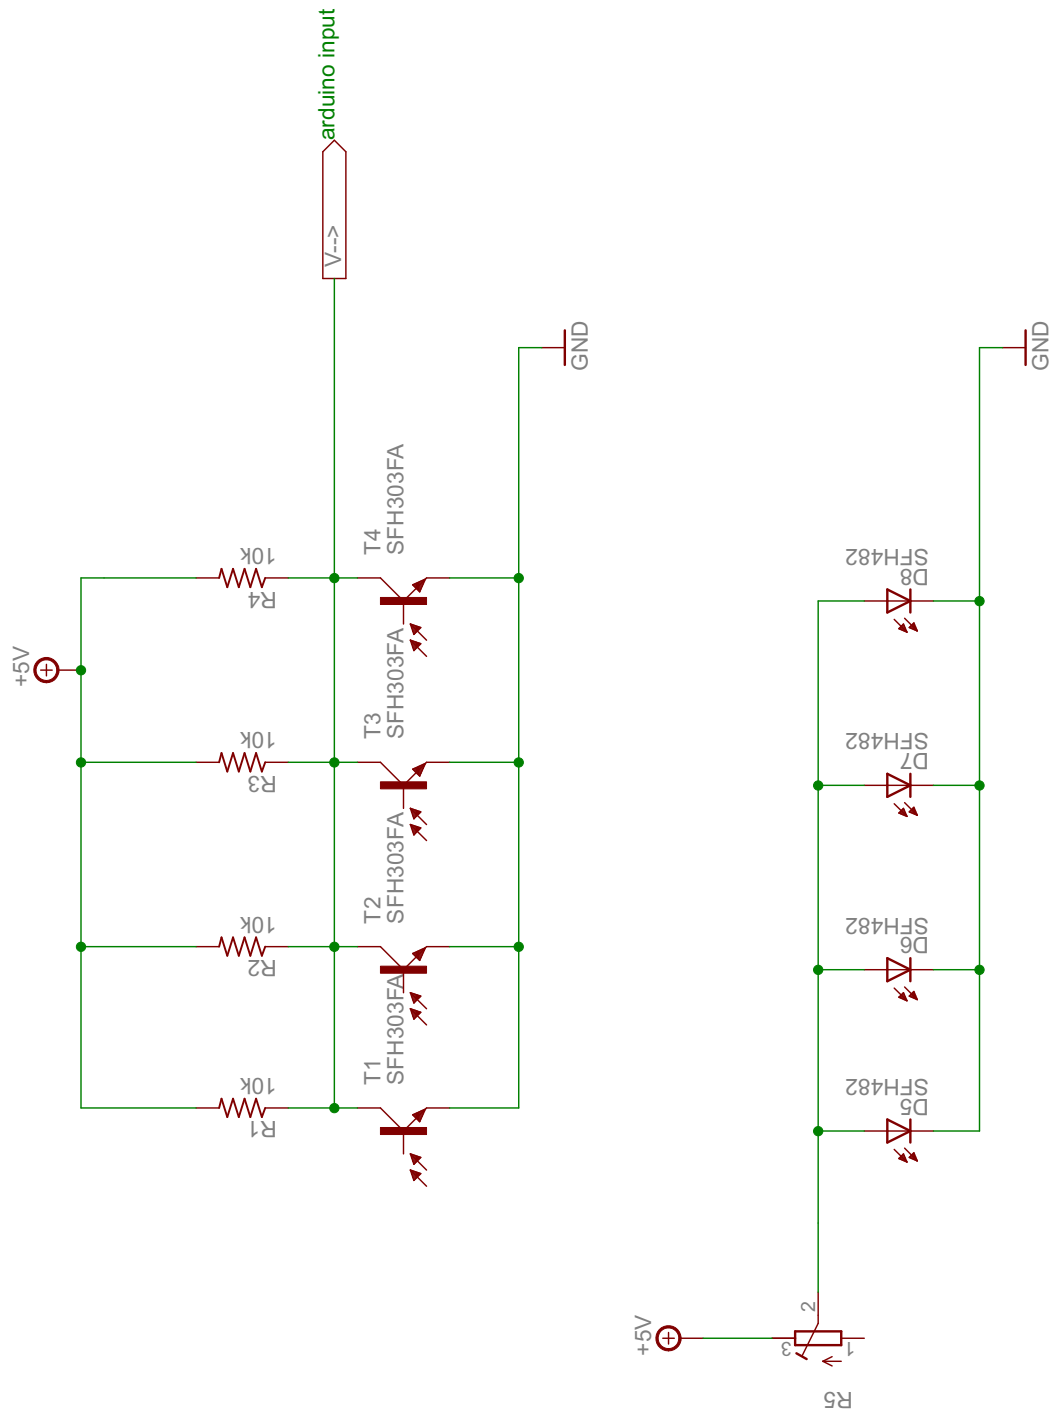 arduino input
V-->
GND
+5V
10k
R4
T4
SFH303FA
10k
R3
T3
SFH303FA
10k
R2
T2
SFH303FA
10k
R1
T1
SFH303FA
GND
SFH482
D8
SFH482
D7
SFH482
D6
SFH482
D5
+5V
2
3
1
R5